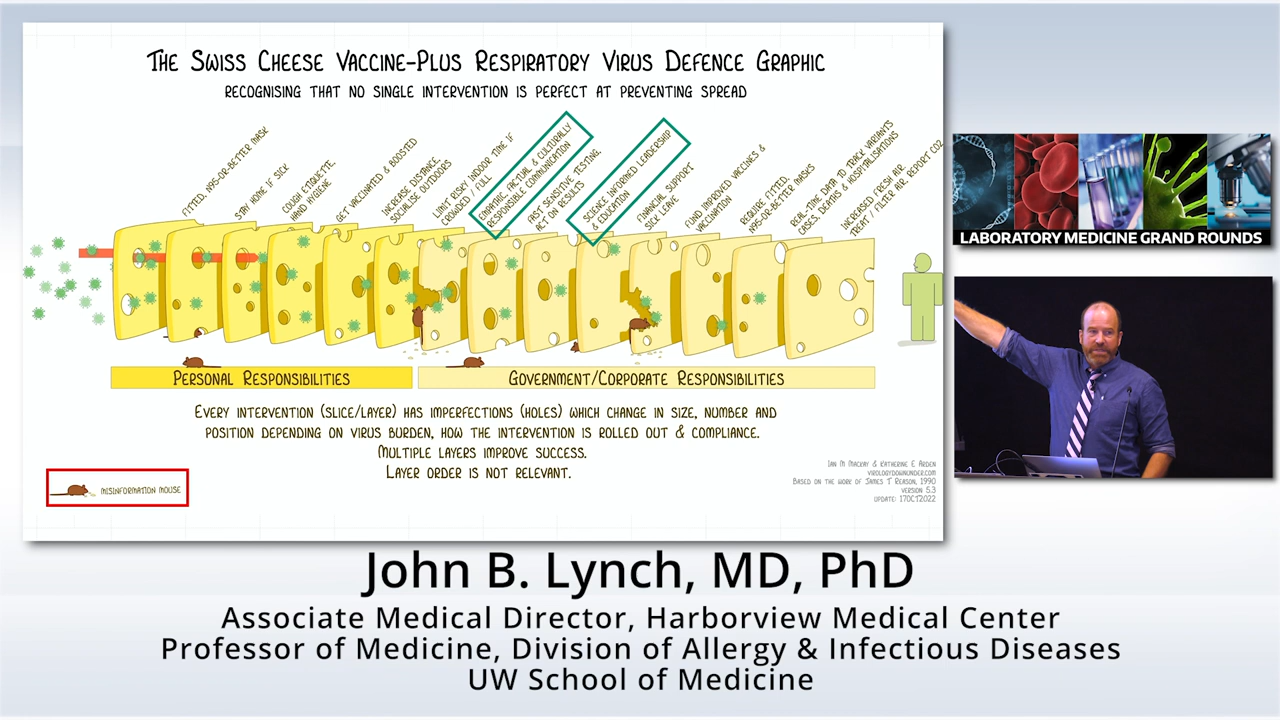 THE SWISS CHEESE VACCINE-PLUS RESPIRATORY VIRUS DEFENCE GRAPHIC
RECOGNISING THAT NO SINGLE INTERVENTION IS PERFECT AT PREVENTING SPREAD
FITTED, N95-OR-BETTER MASK
STAY HOME IF SICK
COUGH ETIQUETTE,
HAND HYGIENE
GET VACCINATED & BOOSTED
INCREASE DISTANCE,
SOCIALISE OUTDOORS
LIMIT RISKY INDOOR TIME IF
CROWDED / FULL
EMPATHIC, FACTUAL & CULTURALLY
RESPONSIBLE COMMUNICATION
FAST SENSITIVE TESTING,
ACT ON RESULTS
SCIENCE INFORMED LEADERSHIP
& EDUCATION
FINANCIAL SUPPORT
SICK LEAVE
FUND IMPROVED VACCINES &
VACCINATION
REQUIRE FITTED,
N95-OR-BETTER MASKS
REAL-TIME DATA TO TRACK VARIANTS
CASES, DEATHS & HOSPITALISATIONS
INCREASED FRESH AIR,
TREAT / FILTER AIR, REPORT CO2
PERSONAL RESPONSIBILITIES
GOVERNMENT/CORPORATE RESPONSIBILITIES
EVERY INTERVENTION (SLICE/LAYER) HAS IMPERFECTIONS (HOLES) WHICH CHANGE IN SIZE, NUMBER AND
POSITION DEPENDING ON VIRUS BURDEN, HOW THE INTERVENTION IS ROLLED OUT & COMPLIANCE.
MULTIPLE LAYERS IMPROVE SUCCESS.
LAYER ORDER IS NOT RELEVANT.
MISINFORMATION MOUSE
IAN M MACKAY & KATHERINE E ARDEN
VIROLOGYDOWNUNDER.COM
BASED ON THE WORK OF JAMES T REASON, 1990
VERSION 5.3
UPDATE: 17OCT2022
LABORATORY MEDICINE GRAND ROUNDS
John B. Lynch, MD, PhD
Associate Medical Director, Harborview Medical Center
Professor of Medicine, Division of Allergy & Infectious Diseases
UW School of Medicine